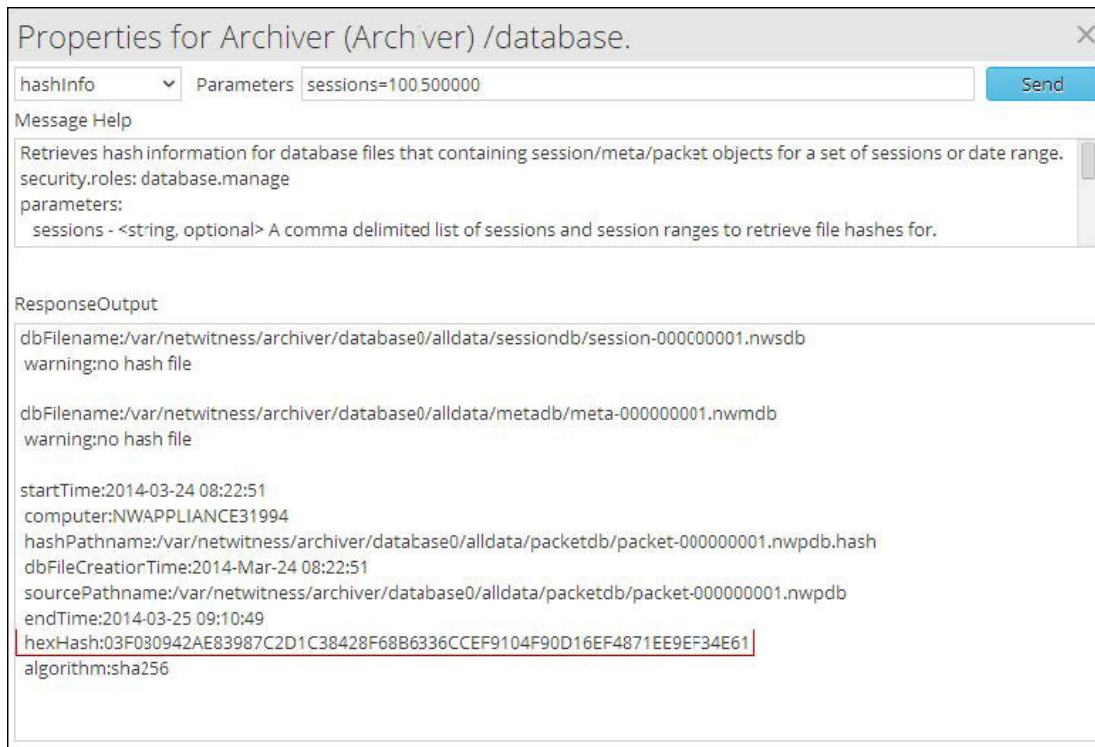 Properties for Archiver (Archiver) /database.
hashInfo Parameters sessions=100,500000 Send
Message Help
Retrieves hash information for database files that containing session/meta/packet objects for a set of sessions or date range.
security.roles: database.manage
parameters:
sessions - <string, optional> A comma delimited list of sessions and session ranges to retrieve file hashes for.
ResponseOutput
dbFilename:/var/netwitness/archiver/database0/alldata/sessiondb/session-000000001.nwsdb
warning:no hash file
dbFilename:/var/netwitness/archiver/database0/alldata/metadb/meta-000000001.nwmdb
warning:no hash file
startTime:2014-03-24 08:22:51
computer:NWAPPLIANCE31994
hashPathname:/var/netwitness/archiver/database0/alldata/packetdb/packet-000000001.nwpdb.hash
dbFileCreationTime:2014-Mar-24 08:22:51
sourcePathname:/var/netwitness/archiver/database0/alldata/packetdb/packet-000000001.nwpdb
endTime:2014-03-25 09:10:49
hexHash:03F080942AE83987C2D1C38428F68B6336CCEF9104F90D16EF4871EE9EF34E61
algorithm:sha256